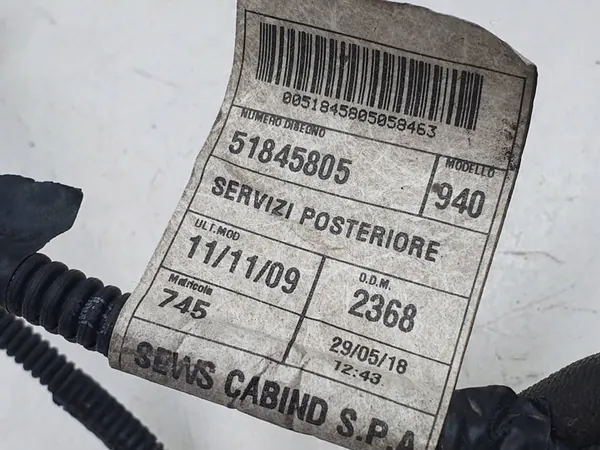 0051845805058463
NUMERO DISEGNO
51845805
MODELLO
940
SERVIZI POSTERIORE
ULT.MOD
11/11/09
O.D.M.
2368
Matricola
745
29/05/18
12:43
SEWS CABIND S.P.A